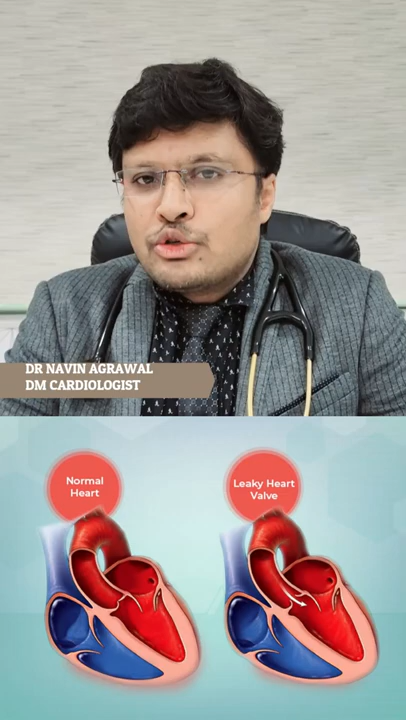 DR NAVIN AGRAWAL
DM CARDIOLOGIST
Normal
Heart
Leaky Heart
Valve